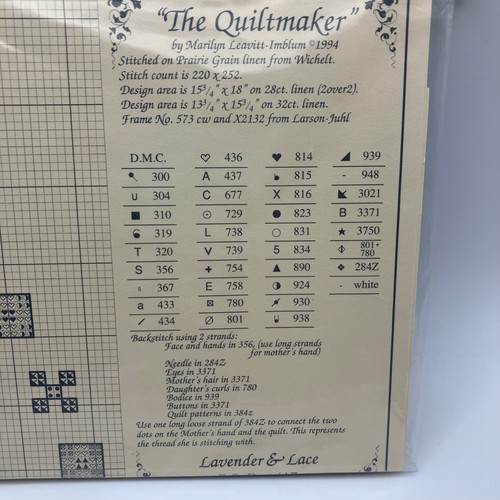 "The Quiltmaker"
by Marilyn Leavitt-Imblum ©1994
Stitched on Prairie Grain linen from Wichelt.
Stitch count is 220 x 252.
Design area is 15 3/4" x 18" on 28ct. linen (2over2).
Design area is 13 3/4" x 15 3/4" on 32ct. linen.
Frame No. 573 cw and X2132 from Larson-Juhl
D.M.C. ♡ 436 ♥ 814 ◢ 939
300 A 437 815 - 948
U 304 C 677 X 816 3021
■ 310 ⊙ 729 ● 823 B 3371
319 L 738 ○ 831 ★ 3750
T 320 V 739 5 834 801+ 780
S 356 + 754 ▲ 890 ❖ 284Z
367 E 758 ◑ 924 · white
a 433 ⊠ 780 930
/ 434 Ø 801 938
Backstitch using 2 strands:
Face and hands in 356, (use long strands
for mother's hand)
Needle in 284Z
Eyes in 3371
Mother's hair in 3371
Daughter's curls in 780
Bodice in 939
Buttons in 3371
Quilt patterns in 384z
Use one long loose strand of 384Z to connect the two
dots on the Mother's hand and the quilt. This represents
the thread she is stitching with.
Lavender & Lace